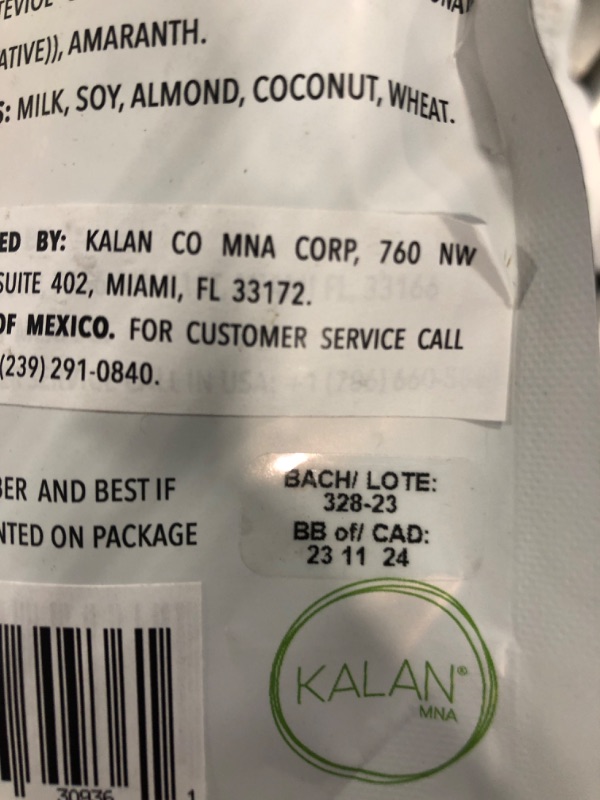 ATIVE)), AMARANTH.
S: MILK, SOY, ALMOND, COCONUT, WHEAT.
ED BY: KALAN CO MNA CORP, 760 NW
SUITE 402, MIAMI, FL 33172.
OF MEXICO. FOR CUSTOMER SERVICE CALL
(239) 291-0840.
BER AND BEST IF
NTED ON PACKAGE
BACH/ LOTE:
328-23
BB of/ CAD:
23 11 24
KALAN®
MNA
30936 1